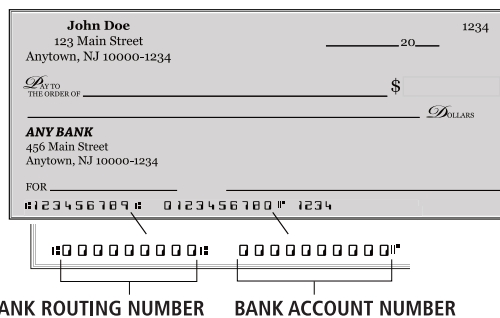 John Doe
1234
123 Main Street
20
Anytown, NJ 10000-1234
PAY TO
THE ORDER OF
$
DOLLARS
ANY BANK
456 Main Street
Anytown, NJ 10000-1234
FOR
⑆123456789⑆ 0123456780⑈ 1234
⑆000000000⑆ 0000000000⑈
ANK ROUTING NUMBER BANK ACCOUNT NUMBER